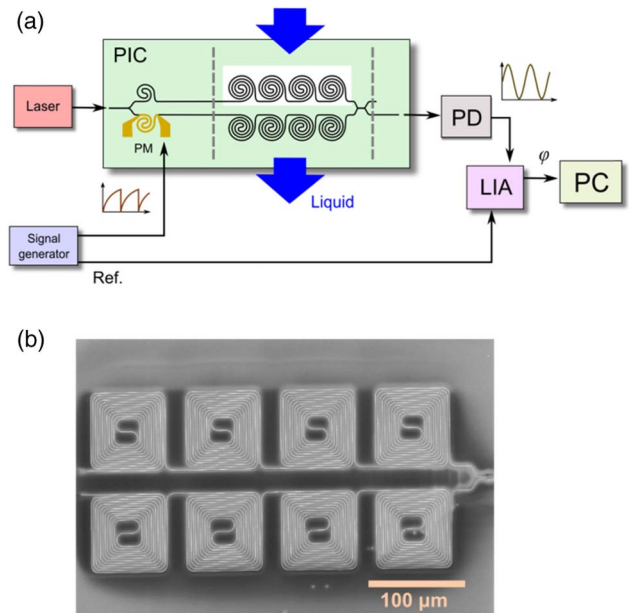 (a)
PIC
Laser
PM
PD
LIA
φ
PC
Liquid
Signal
generator
Ref.
(b)
100 μm